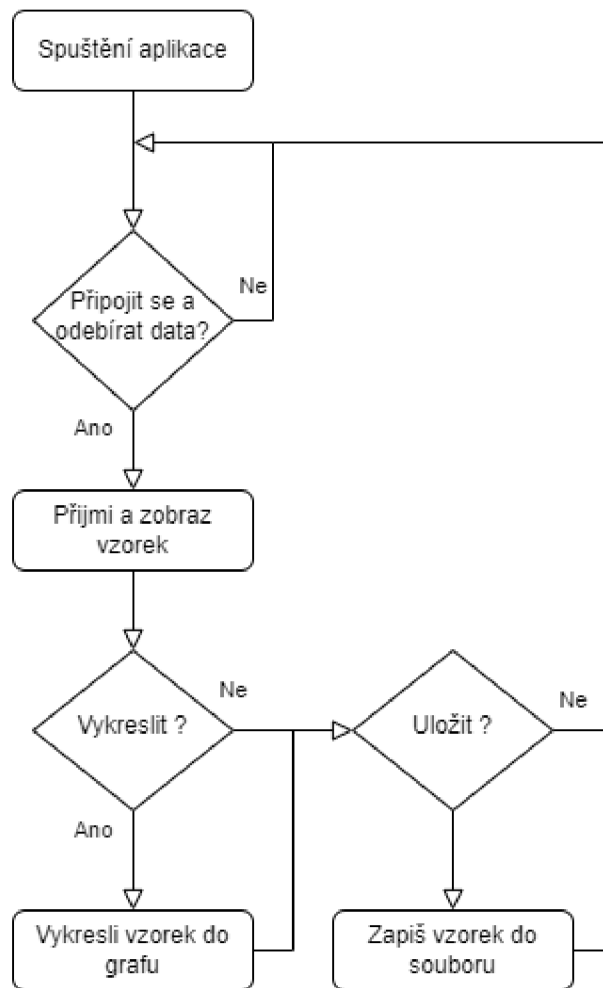 Spuštění aplikace
Ne
Připojit se a
odebírat data?
Ano
Přijmi a zobraz
vzorek
Ne
Vykreslit ?
Ne
Uložit ?
Ano
Vykresli vzorek do
grafu
Zapiš vzorek do
souboru